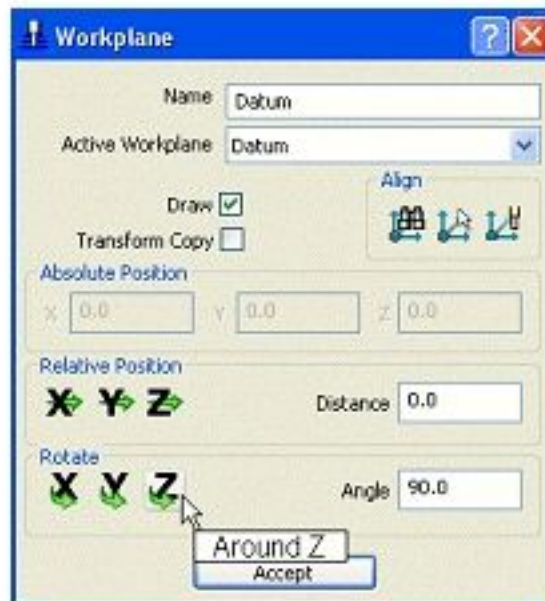 Workplane
Name Datum
Active Workplane Datum
Align
Draw
Transform Copy
Absolute Position
X 0.0 Y 0.0 Z 0.0
Relative Position
X Y Z Distance 0.0
Rotate
X Y Z Angle 90.0
Around Z
Accept